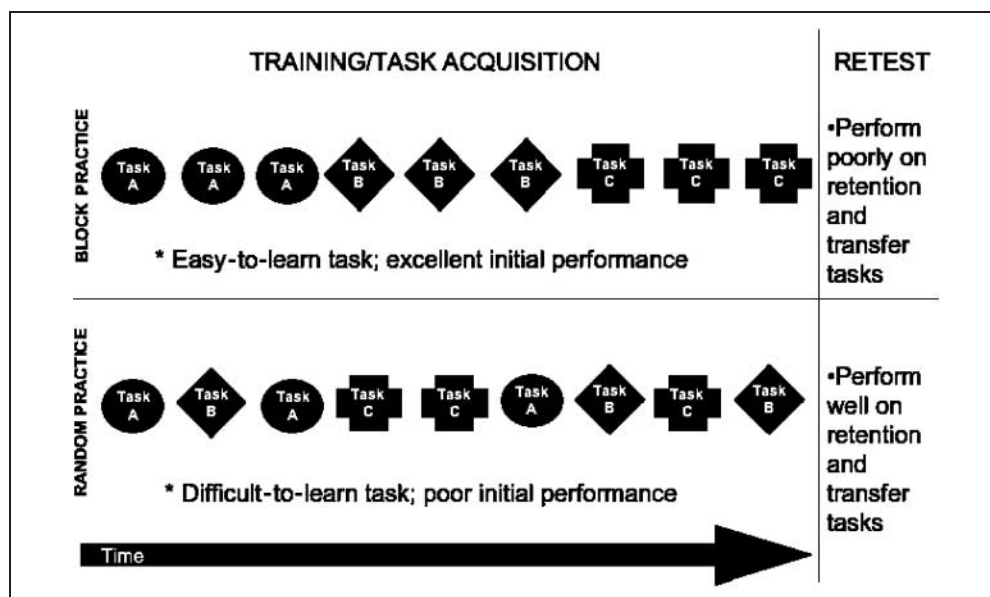 TRAINING/TASK ACQUISITION
RETEST
BLOCK PRACTICE
Task
A
Task
A
Task
A
Task
B
Task
B
Task
B
Task
C
Task
C
Task
C
* Easy-to-learn task; excellent initial performance
•Perform
poorly on
retention
and
transfer
tasks
RANDOM PRACTICE
Task
A
Task
B
Task
A
Task
C
Task
C
Task
A
Task
B
Task
C
Task
B
* Difficult-to-learn task; poor initial performance
•Perform
well on
retention
and
transfer
tasks
Time